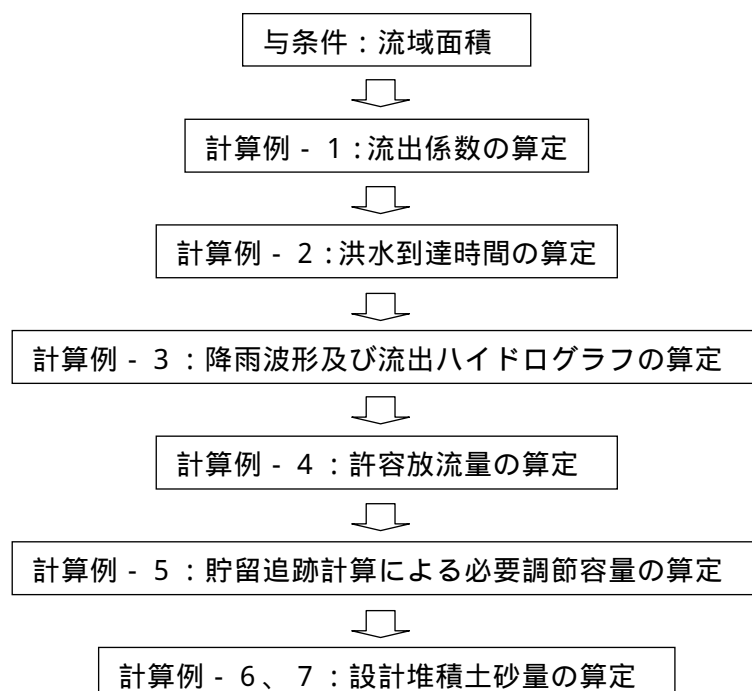 与条件：流域面積
計算例 - 1：流出係数の算定
計算例 - 2：洪水到達時間の算定
計算例 - 3：降雨波形及び流出ハイドログラフの算定
計算例 - 4：許容放流量の算定
計算例 - 5：貯留追跡計算による必要調節容量の算定
計算例 - 6、7：設計堆積土砂量の算定